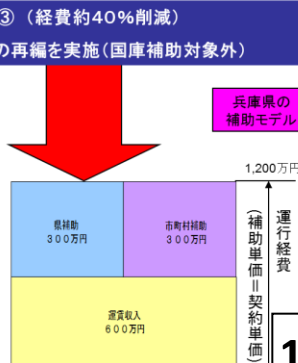 ③（経費約40%削減）
の再編を実施（国庫補助対象外）
兵庫県の
補助モデル
1,200万円
県補助
３００万円
市町村補助
３００万円
運賃収入
６００万円
運行経費
（補助単価＝契約単価）
1